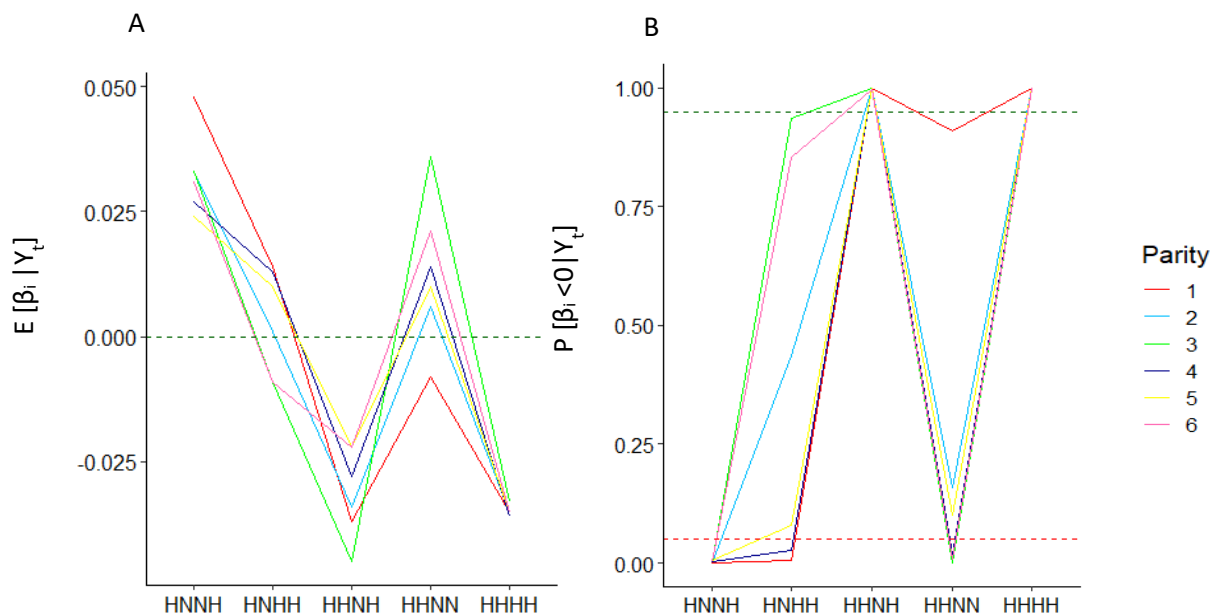 A
B
0.050
0.025
0.000
-0.025
E [βᵢ | Yₜ]
HNNH HNHH HHNH HHNN HHHH
1.00
0.75
0.50
0.25
0.00
P [βᵢ <0 | Yₜ]
HNNH HNHH HHNH HHNN HHHH
Parity
1
2
3
4
5
6